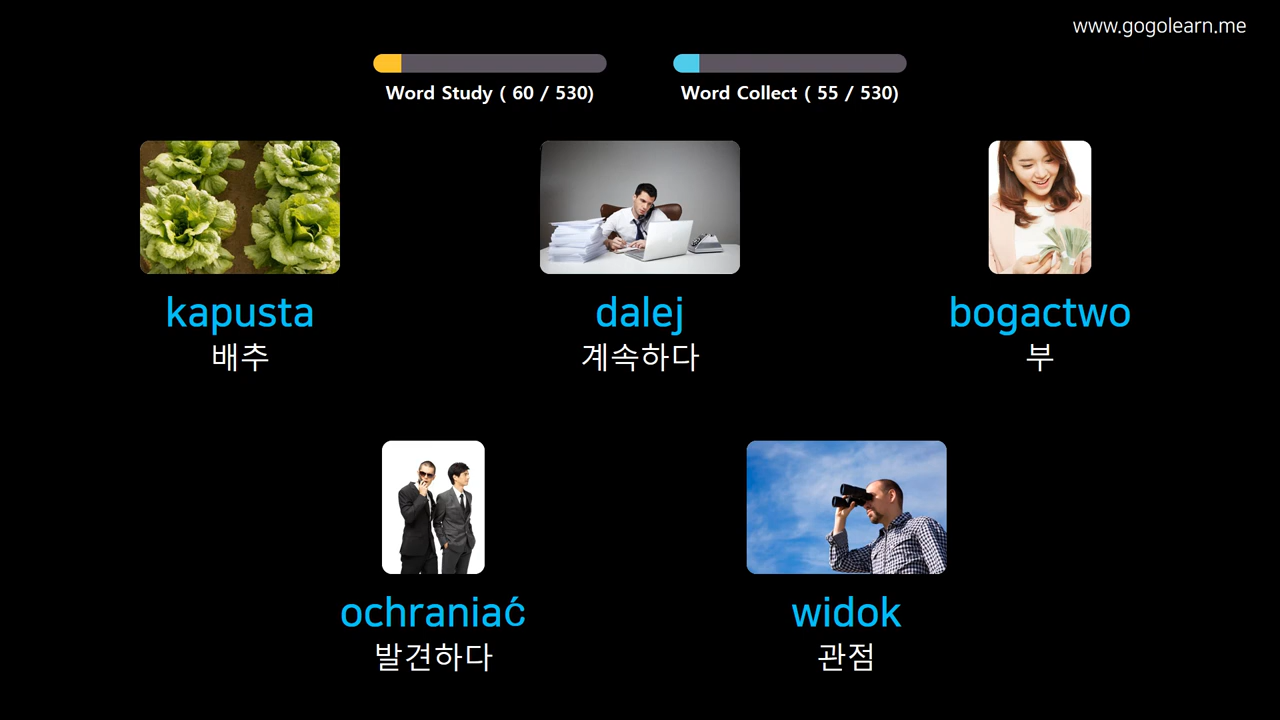 www.gogolearn.me
Word Study ( 60 / 530)
Word Collect ( 55 / 530)
kapusta
배추
dalej
계속하다
bogactwo
부
ochraniać
발견하다
widok
관점